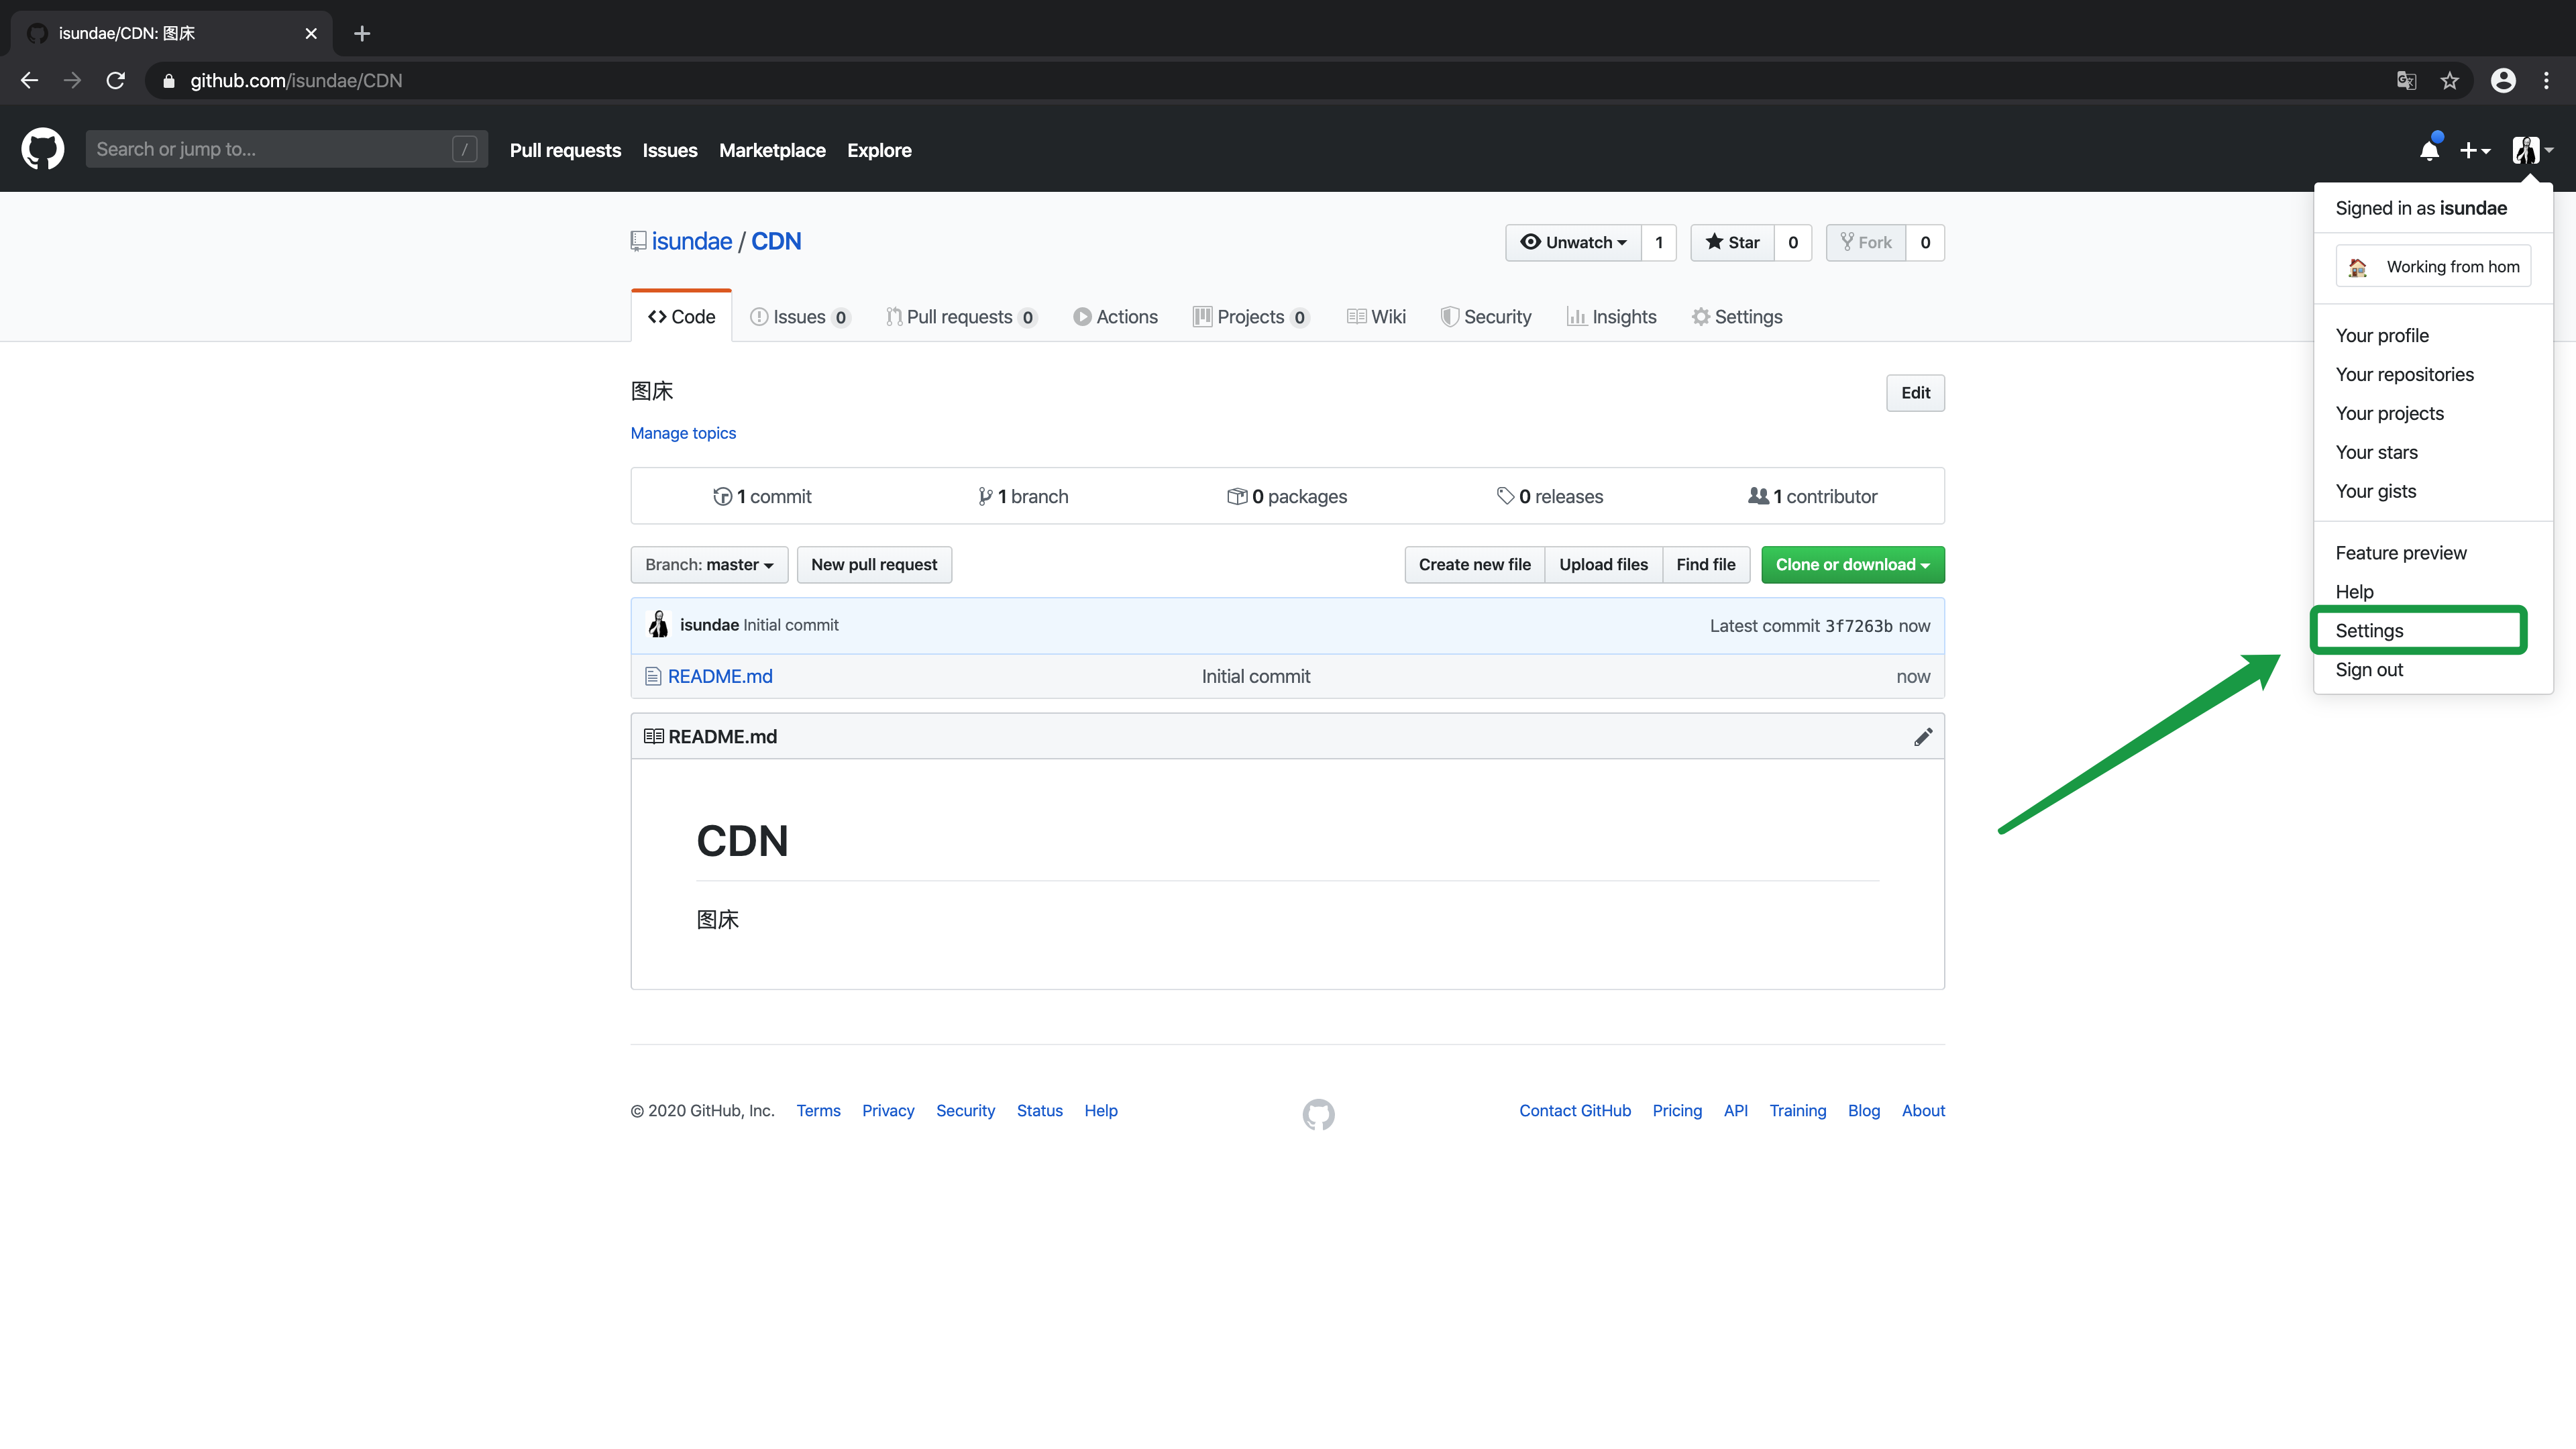 isundae/CDN: 图床
github.com/isundae/CDN
Search or jump to... /
Pull requests Issues Marketplace Explore
Signed in as isundae
Working from hom
Your profile
Your repositories
Your projects
Your stars
Your gists
Feature preview
Help
Settings
Sign out
isundae / CDN
Unwatch 1 Star 0 Fork 0
Code Issues 0 Pull requests 0 Actions Projects 0 Wiki Security Insights Settings
图床
Edit
Manage topics
1 commit 1 branch 0 packages 0 releases 1 contributor
Branch: master New pull request Create new file Upload files Find file Clone or download
isundae Initial commit Latest commit 3f7263b now
README.md Initial commit now
README.md
CDN
图床
© 2020 GitHub, Inc. Terms Privacy Security Status Help Contact GitHub Pricing API Training Blog About